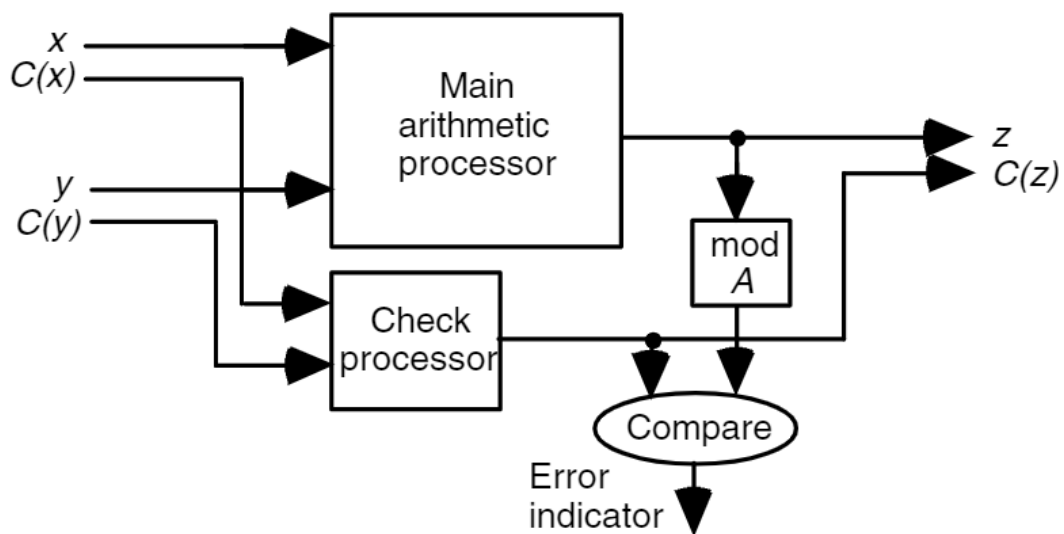 x
C(x)
y
C(y)
Main
arithmetic
processor
z
C(z)
mod
A
Check
processor
Compare
Error
indicator